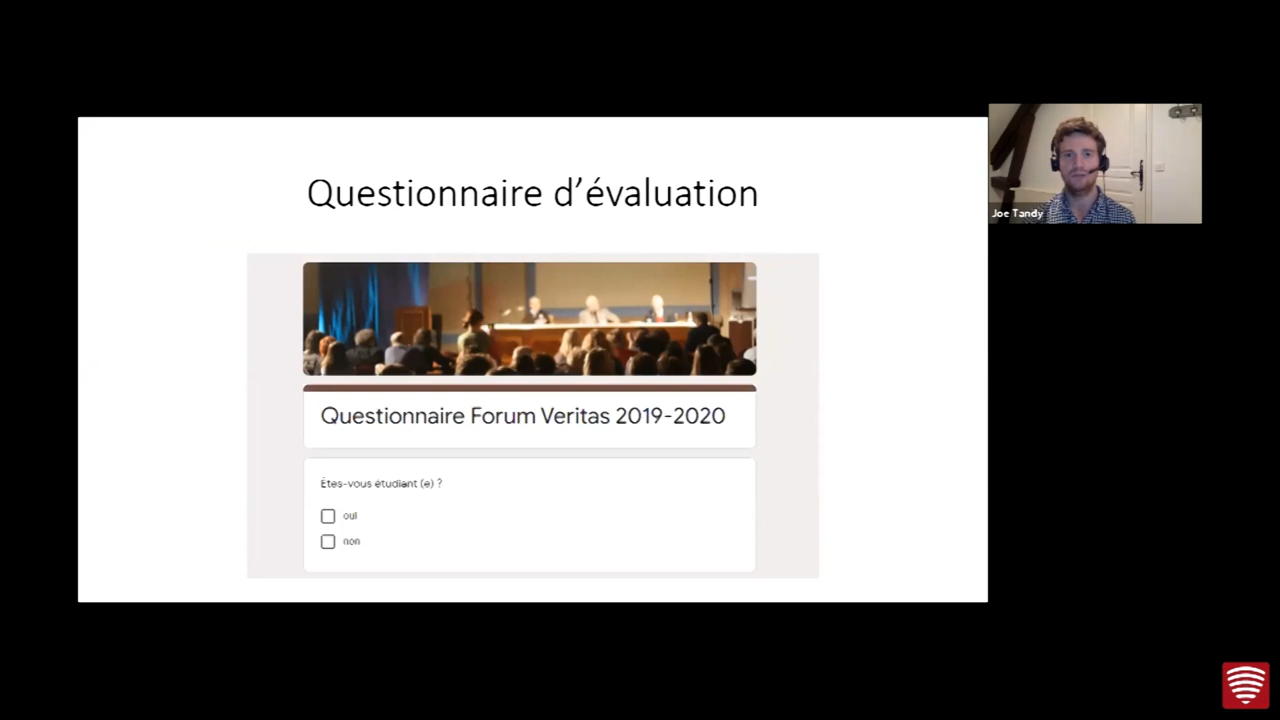 Questionnaire d’évaluation
Joe Tandy
Questionnaire Forum Veritas 2019-2020
Êtes-vous étudiant (e) ?
oui
non